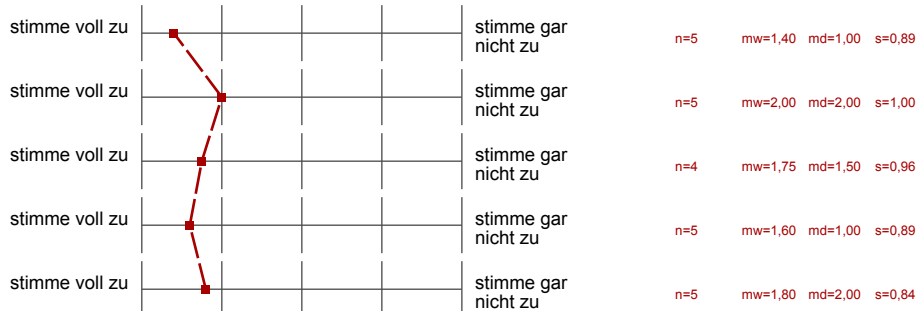 stimme voll zu
stimme gar
nicht zu
n=5 mw=1,40 md=1,00 s=0,89
stimme voll zu
stimme gar
nicht zu
n=5 mw=2,00 md=2,00 s=1,00
stimme voll zu
stimme gar
nicht zu
n=4 mw=1,75 md=1,50 s=0,96
stimme voll zu
stimme gar
nicht zu
n=5 mw=1,60 md=1,00 s=0,89
stimme voll zu
stimme gar
nicht zu
n=5 mw=1,80 md=2,00 s=0,84